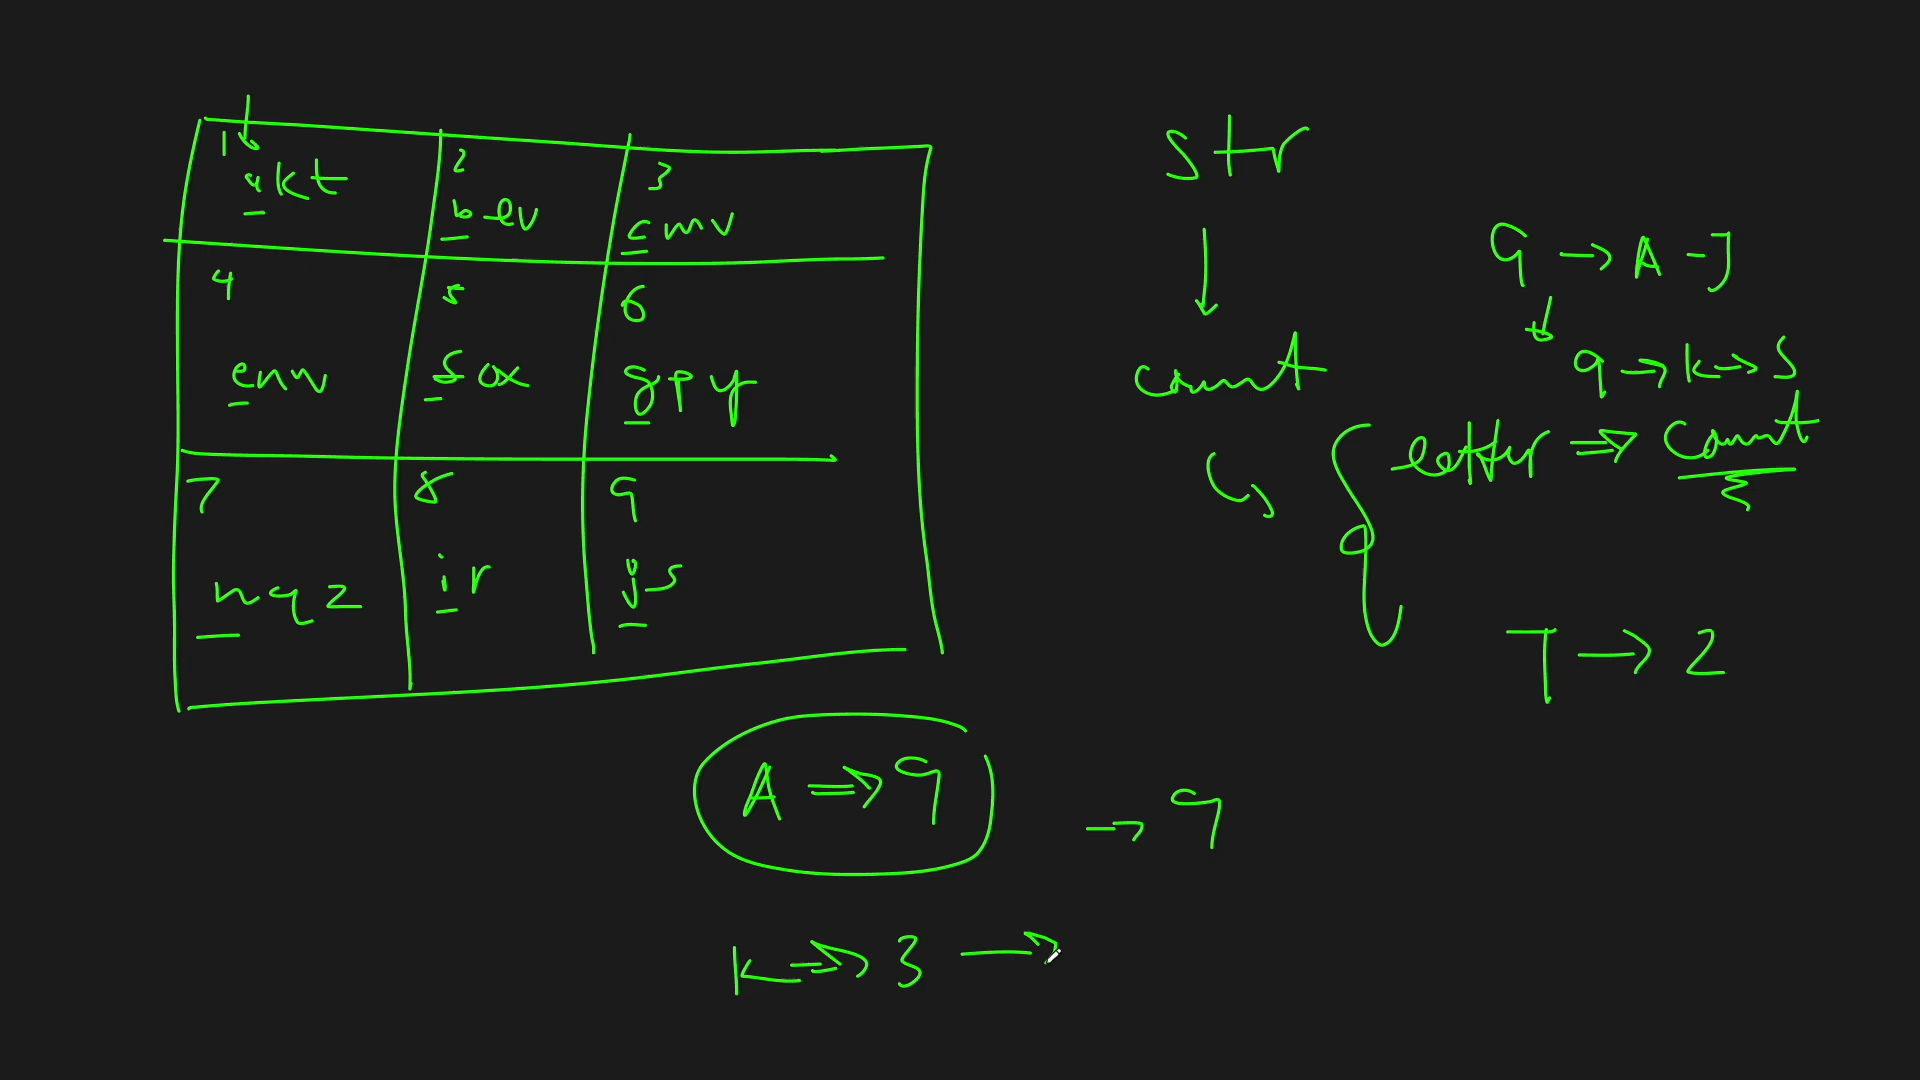 1 2 3
akt bev cmv
4 5 6
enw fox gpy
7 8 9
hqz ir js
str
count
letter ⇒ count
9 → A - J
9 → K → S
T → 2
A ⇒ 9 → 9
K ⇒ 3 →